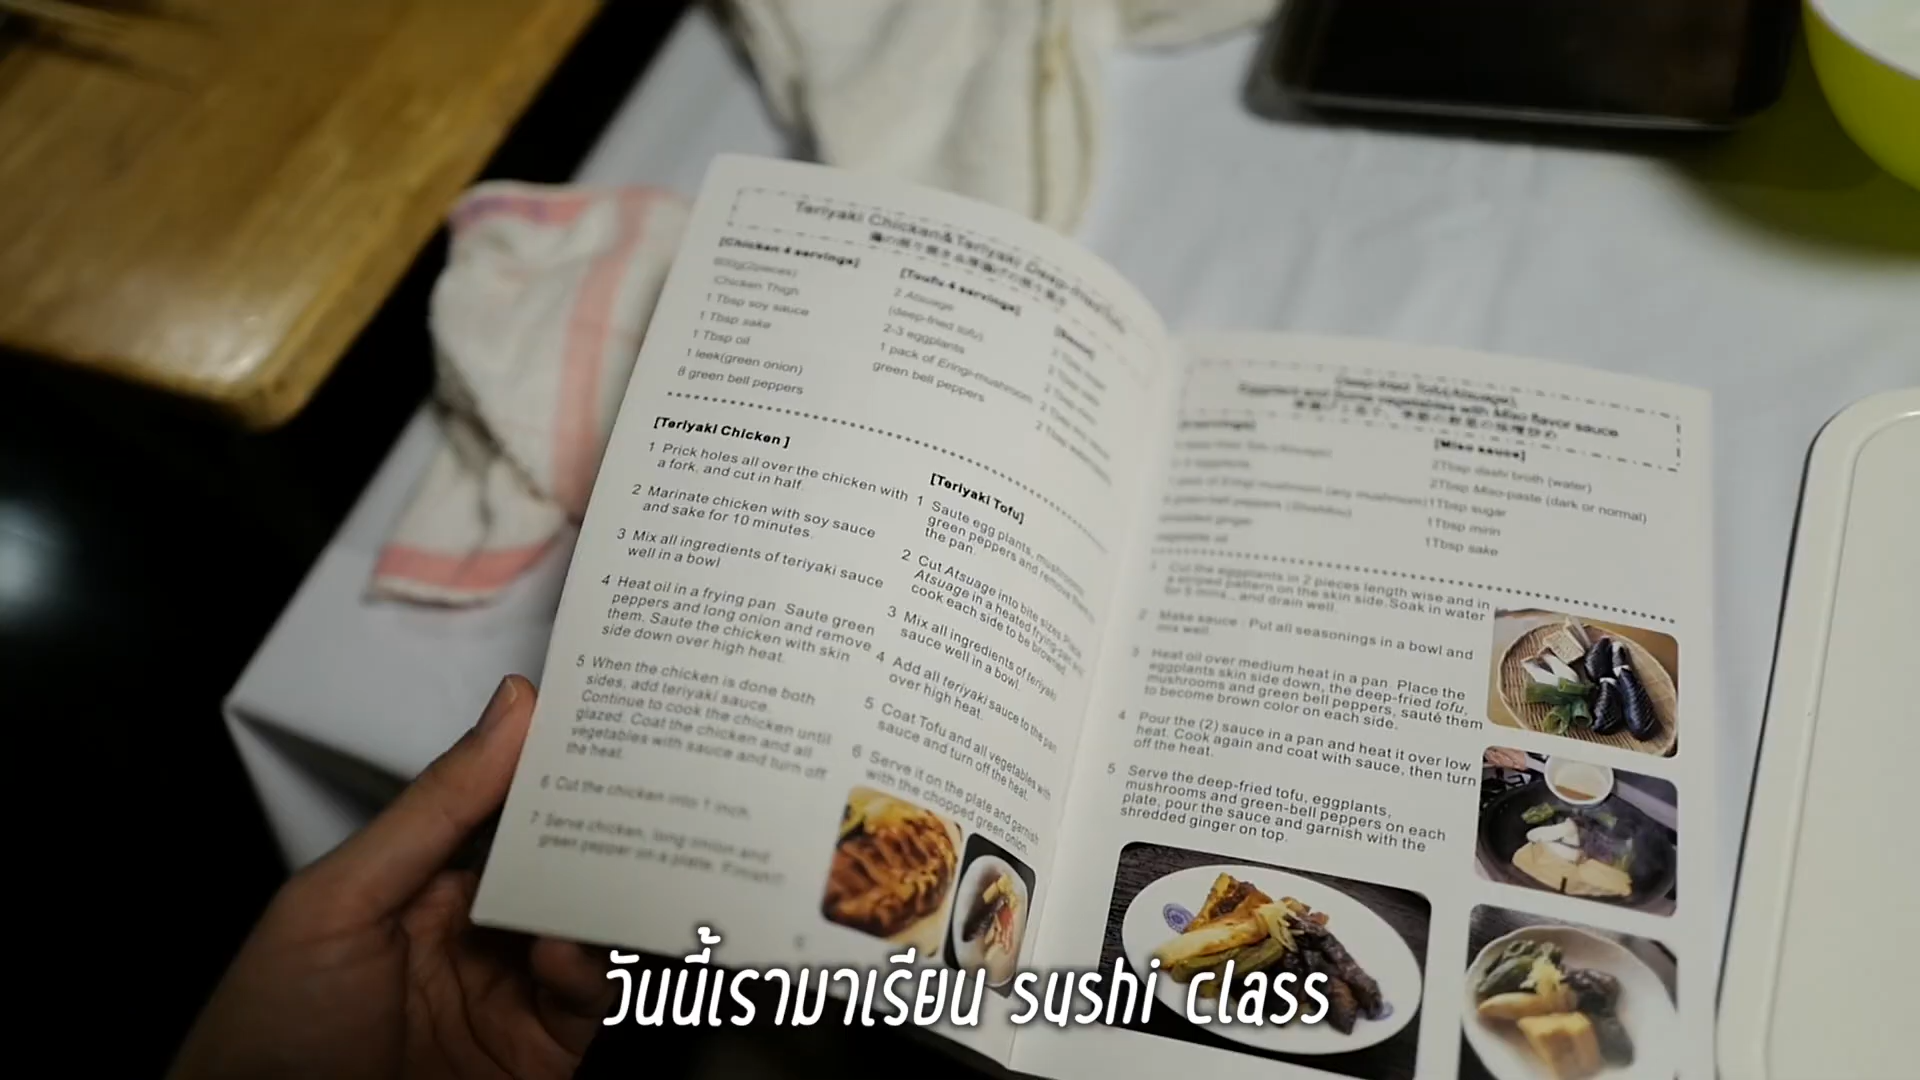 Teriyaki Chicken&Teriyaki Deep-fried Tofu
[Chicken 4 servings]
600g(2pieces)
Chicken Thigh
1 Tbsp soy sauce
1 Tbsp sake
1 Tbsp oil
1 leek(green onion)
8 green bell peppers
[Toufu 4 servings]
2 Atsuage
(deep-fried tofu)
2-3 eggplants
1 pack of Eringi-mushroom
green bell peppers
[Teriyaki Chicken ]
1 Prick holes all over the chicken with
a fork, and cut in half.
2 Marinate chicken with soy sauce
and sake for 10 minutes.
3 Mix all ingredients of teriyaki sauce
well in a bowl
4 Heat oil in a frying pan. Saute green
peppers and long onion and remove
them. Saute the chicken with skin
side down over high heat.
5 When the chicken is done both
sides, add teriyaki sauce.
Continue to cook the chicken until
glazed. Coat the chicken and all
vegetables with sauce and turn off
the heat.
6 Cut the chicken into 1 inch.
7 Serve chicken, long onion and
green pepper on a plate. Finish!!
[Teriyaki Tofu]
1 Saute egg plants, mushrooms,
green peppers and remove them
the pan.
2 Cut Atsuage into bite sizes. Place
Atsuage in a heated frying-pan and
cook each side to be browned.
3 Mix all ingredients of teriyaki
sauce well in a bowl.
4 Add all teriyaki sauce to the pan
over high heat.
5 Coat Tofu and all vegetables with
sauce and turn off the heat.
6 Serve it on the plate and garnish
with the chopped green onion.
Deep-fried Tofu(Atsuage),
Eggplant and Some vegetables with Miso flavor sauce
shredded ginger
vegetable oil
[Miso sauce]
2Tbsp dashi broth (water)
2Tbsp Miso-paste (dark or normal)
1Tbsp sugar
1Tbsp mirin
1Tbsp sake
1 Cut the eggplants in 2 pieces length wise and in
a striped pattern on the skin side. Soak in water
for 5 mins., and drain well.
2 Make sauce : Put all seasonings in a bowl and
mix well.
3 Heat oil over medium heat in a pan. Place the
eggplants skin side down, the deep-fried tofu,
mushrooms and green bell peppers, sauté them
to become brown color on each side.
4 Pour the (2) sauce in a pan and heat it over low
heat. Cook again and coat with sauce, then turn
off the heat.
5 Serve the deep-fried tofu, eggplants,
mushrooms and green-bell peppers on each
plate, pour the sauce and garnish with the
shredded ginger on top.
วันนี้เรามาเรียน sushi class